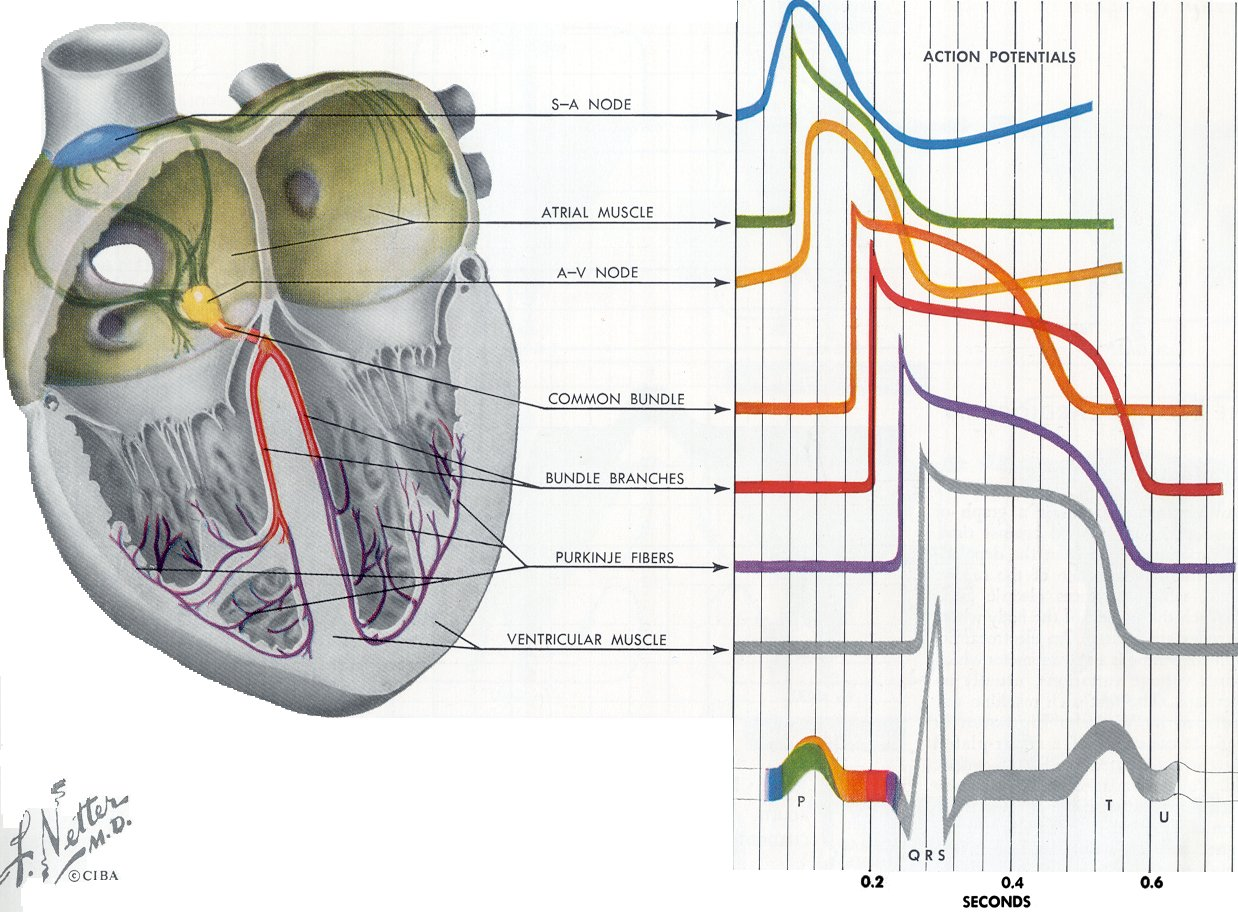 ACTION POTENTIALS
S–A NODE
ATRIAL MUSCLE
A–V NODE
COMMON BUNDLE
BUNDLE BRANCHES
PURKINJE FIBERS
VENTRICULAR MUSCLE
P
T
U
QRS
0.2
0.4
0.6
SECONDS
F. Netter
M.D.
©CIBA